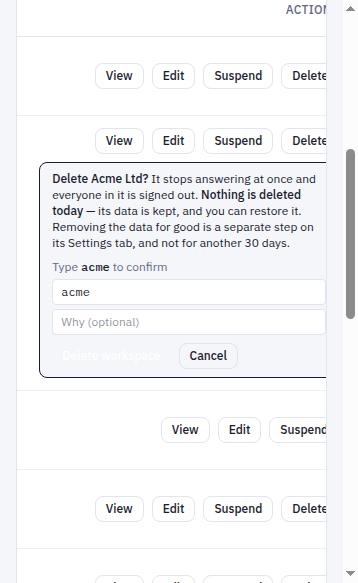 ACTION
View Edit Suspend Delete
View Edit Suspend Delete
Delete Acme Ltd? It stops answering at once and
everyone in it is signed out. Nothing is deleted
today — its data is kept, and you can restore it.
Removing the data for good is a separate step on
its Settings tab, and not for another 30 days.
Type acme to confirm
acme
Why (optional)
Delete workspace Cancel
View Edit Suspend
View Edit Suspend Delete